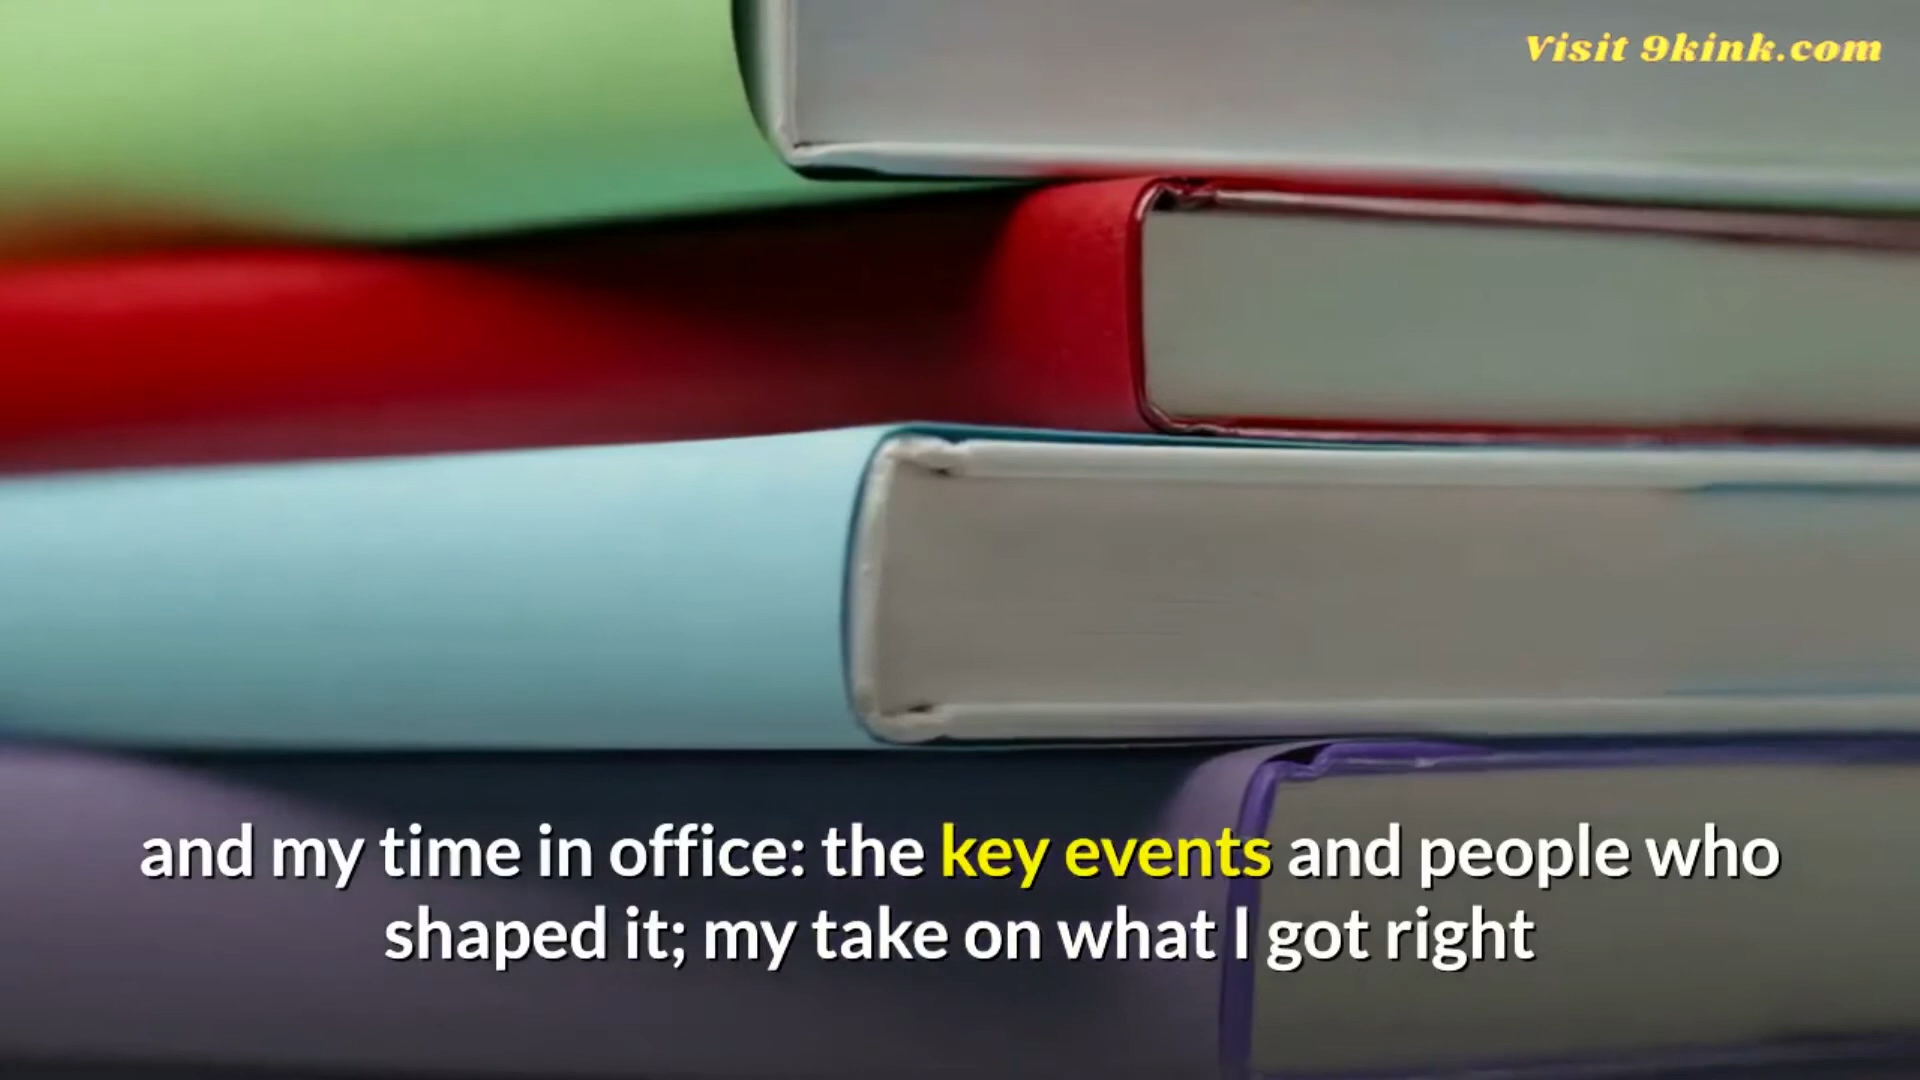 Visit 9kink.com
and my time in office: the key events and people who
shaped it; my take on what I got right